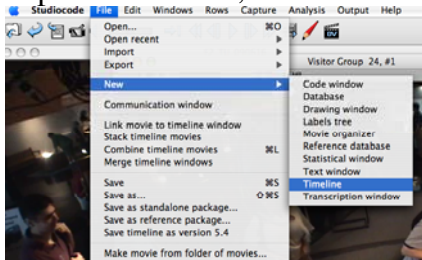 Studiocode File Edit Windows Rows Capture Analysis Output Help
Open... ⌘O
Open recent
Import
Export
New
Communication window
Link movie to timeline window
Stack timeline movies
Combine timeline movies ⌘L
Merge timeline windows
Save ⌘S
Save as... ⇧⌘S
Save as standalone package...
Save as reference package...
Save timeline as version 5.4
Make movie from folder of movies...
Visitor Group 24, #1
Code window
Database
Drawing window
Labels tree
Movie organizer
Reference database
Statistical window
Text window
Timeline
Transcription window